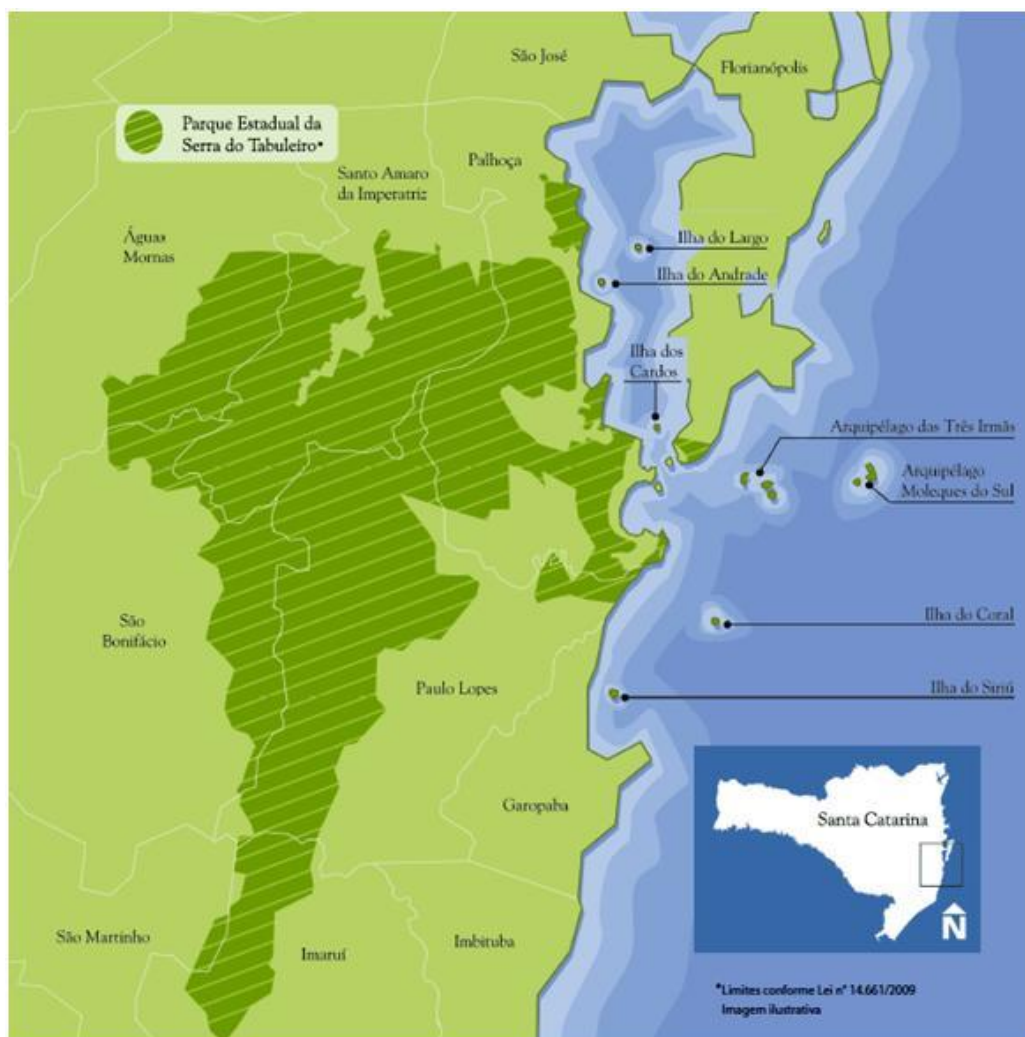 São José
Florianópolis
Parque Estadual da
Serra do Tabuleiro*
Palhoça
Santo Amaro
da Imperatriz
Águas
Mornas
Ilha do Largo
Ilha do Andrade
Ilha dos
Cardos
Arquipélago das Três Irmãs
Arquipélago
Moleques do Sul
São
Bonifácio
Ilha do Coral
Paulo Lopes
Ilha do Siriú
Garopaba
Santa Catarina
N
São Martinho
Imaruí
Imbituba
*Limites conforme Lei n° 14.661/2009
Imagem ilustrativa